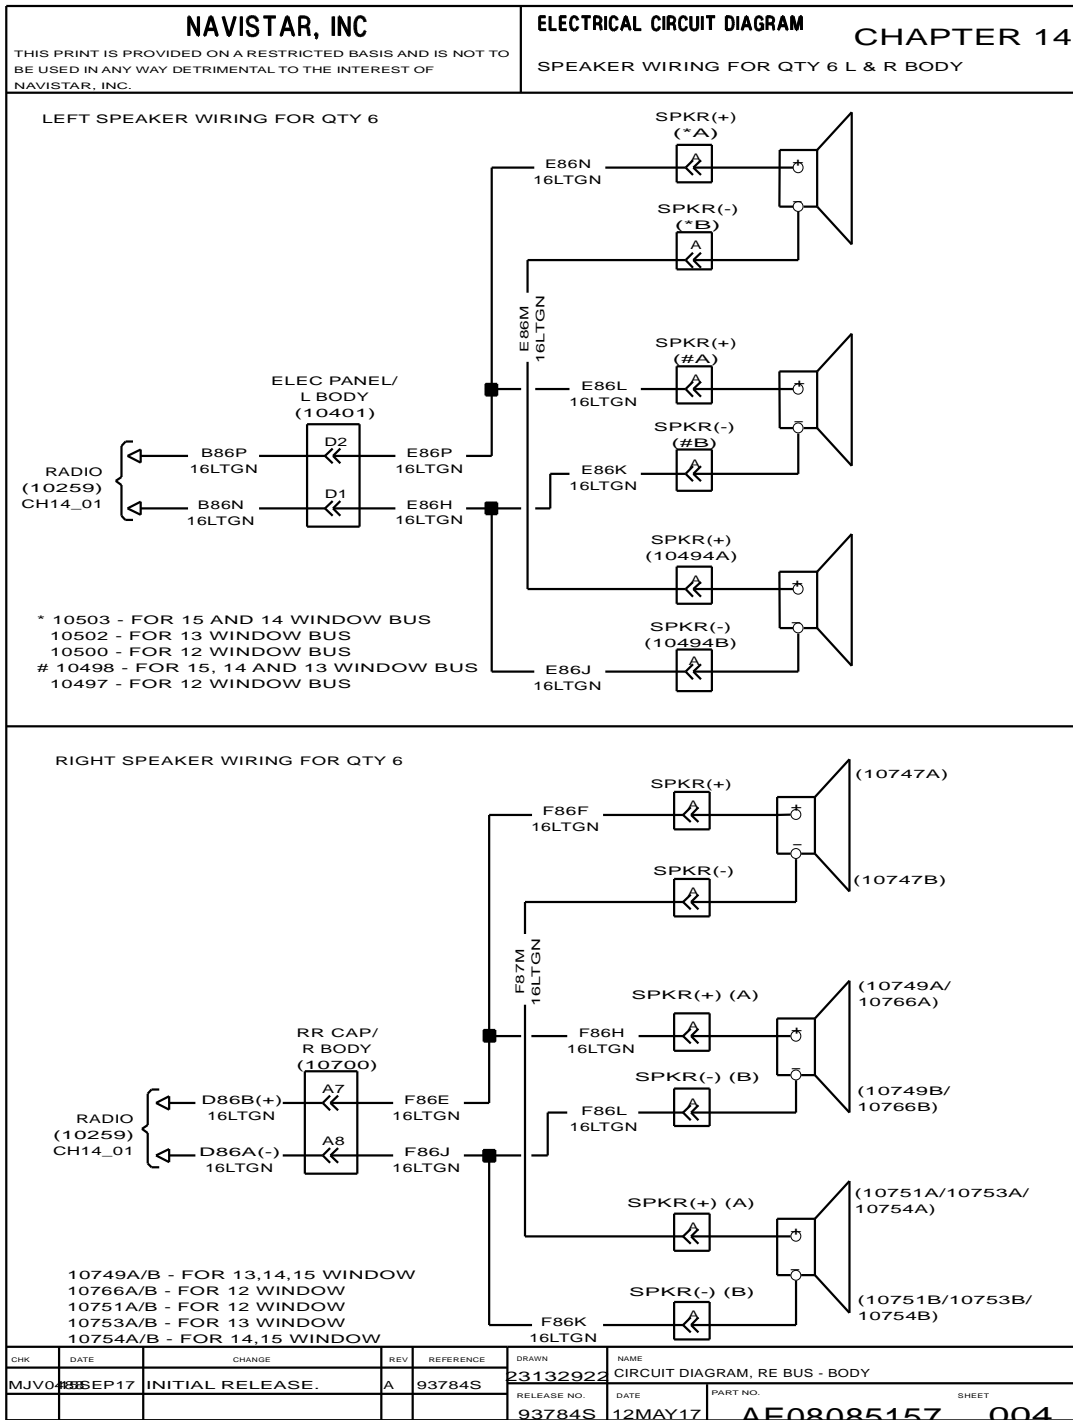 NAVISTAR, INC
THIS PRINT IS PROVIDED ON A RESTRICTED BASIS AND IS NOT TO
BE USED IN ANY WAY DETRIMENTAL TO THE INTEREST OF
NAVISTAR, INC.
ELECTRICAL CIRCUIT DIAGRAM
CHAPTER 14
SPEAKER WIRING FOR QTY 6 L & R BODY
LEFT SPEAKER WIRING FOR QTY 6
SPKR(+)
(*A)
A
E86N
16LTGN
+
SPKR(-)
(*B)
A
–
E86M
16LTGN
SPKR(+)
(#A)
A
E86L
16LTGN
+
SPKR(-)
(#B)
A
E86K
16LTGN
–
ELEC PANEL/
L BODY
(10401)
D2
D1
B86P
16LTGN
E86P
16LTGN
RADIO
(10259)
CH14_01
B86N
16LTGN
E86H
16LTGN
SPKR(+)
(10494A)
A
+
SPKR(-)
(10494B)
A
–
E86J
16LTGN
* 10503 - FOR 15 AND 14 WINDOW BUS
10502 - FOR 13 WINDOW BUS
10500 - FOR 12 WINDOW BUS
# 10498 - FOR 15, 14 AND 13 WINDOW BUS
10497 - FOR 12 WINDOW BUS
RIGHT SPEAKER WIRING FOR QTY 6
SPKR(+)
A
F86F
16LTGN
+
(10747A)
SPKR(-)
A
–
(10747B)
F87M
16LTGN
SPKR(+) (A)
A
F86H
16LTGN
+
(10749A/
10766A)
SPKR(-) (B)
A
F86L
16LTGN
–
(10749B/
10766B)
RR CAP/
R BODY
(10700)
A7
A8
D86B(+)
16LTGN
F86E
16LTGN
RADIO
(10259)
CH14_01
D86A(-)
16LTGN
F86J
16LTGN
SPKR(+) (A)
A
+
(10751A/10753A/
10754A)
SPKR(-) (B)
A
–
F86K
16LTGN
(10751B/10753B/
10754B)
10749A/B - FOR 13,14,15 WINDOW
10766A/B - FOR 12 WINDOW
10751A/B - FOR 12 WINDOW
10753A/B - FOR 13 WINDOW
10754A/B - FOR 14,15 WINDOW
CHK DATE CHANGE REV REFERENCE
INITIAL RELEASE. A 93784S
DRAWN
23132922
NAME
CIRCUIT DIAGRAM, RE BUS - BODY
RELEASE NO.
93784S
DATE
12MAY17
PART NO.
AE08085157
SHEET
004